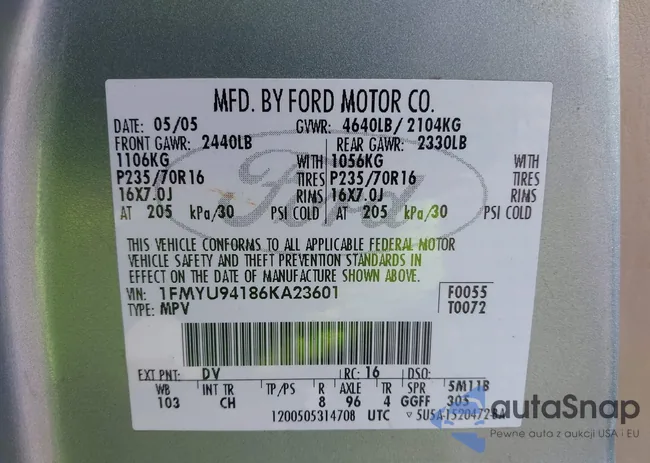 MFD. BY FORD MOTOR CO.
DATE: 05/05 GVWR: 4640LB/ 2104KG
FRONT GAWR: 2440LB REAR GAWR: 2330LB
1106KG WITH 1056KG WITH
P235/70R16 TIRES P235/70R16 TIRES
16X7.0J RIMS 16X7.0J RIMS
AT 205 kPa/30 PSI COLD AT 205 kPa/30 PSI COLD
Ford
THIS VEHICLE CONFORMS TO ALL APPLICABLE FEDERAL MOTOR
VEHICLE SAFETY AND THEFT PREVENTION STANDARDS IN
EFFECT ON THE DATE OF MANUFACTURE SHOWN ABOVE.
VIN: 1FMYU94186KA23601 F0055
TYPE: MPV T0072
EXT PNT: DV RC: 16 DSO:
WB INT TR TP/PS R AXLE TR SPR 5M11B
103 CH 8 96 4 GGFF 305
1200505314708 UTC ▽ 5U5A-1520472-BA
autaSnap
Pewne auta z aukcji USA i EU